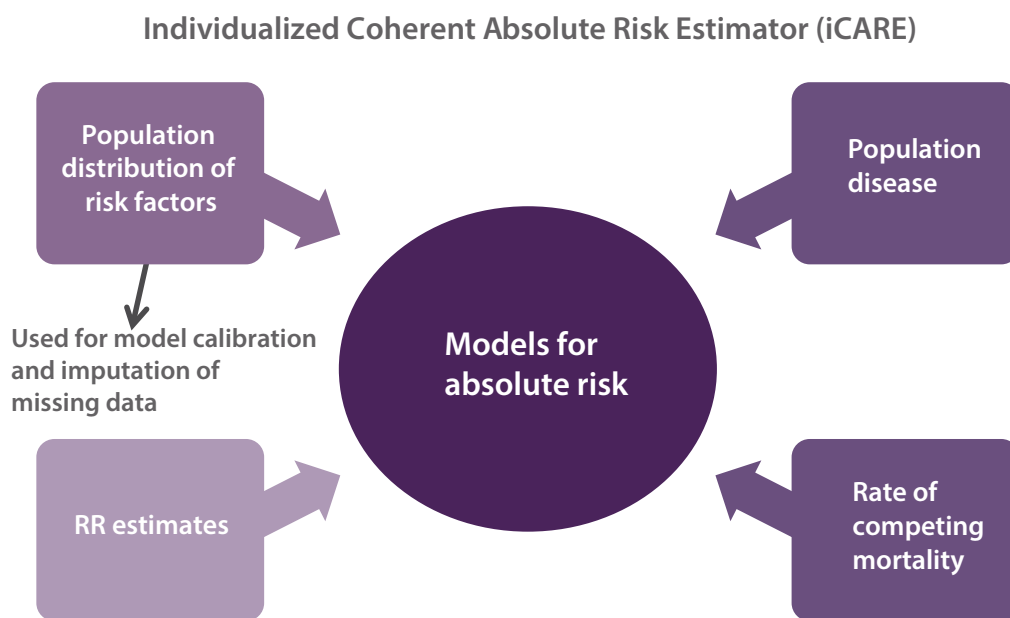 Individualized Coherent Absolute Risk Estimator (iCARE)
Population
distribution of
risk factors
Population
disease
Used for model calibration
and imputation of
missing data
Models for
absolute risk
RR estimates
Rate of
competing
mortality